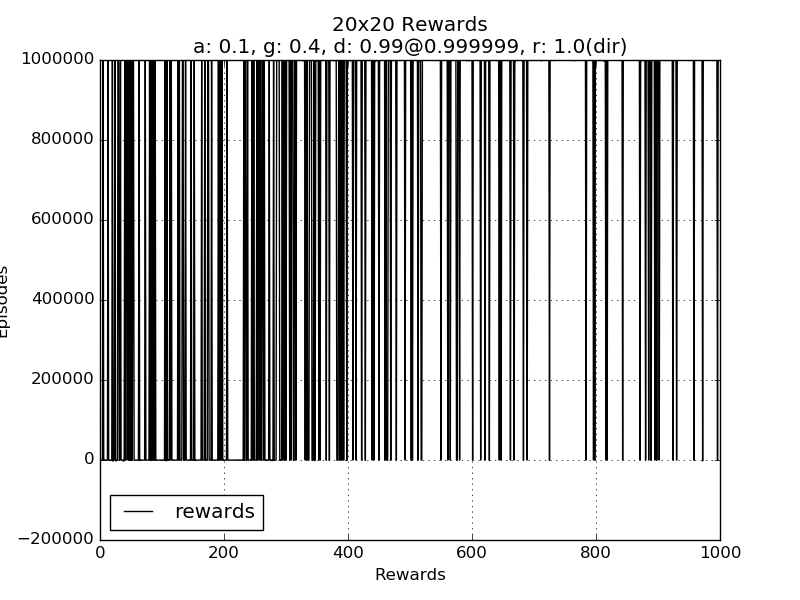 20x20 Rewards
a: 0.1, g: 0.4, d: 0.99@0.999999, r: 1.0(dir)
1000000
800000
600000
400000
200000
0
−200000
Episodes
rewards
0 200 400 600 800 1000
Rewards